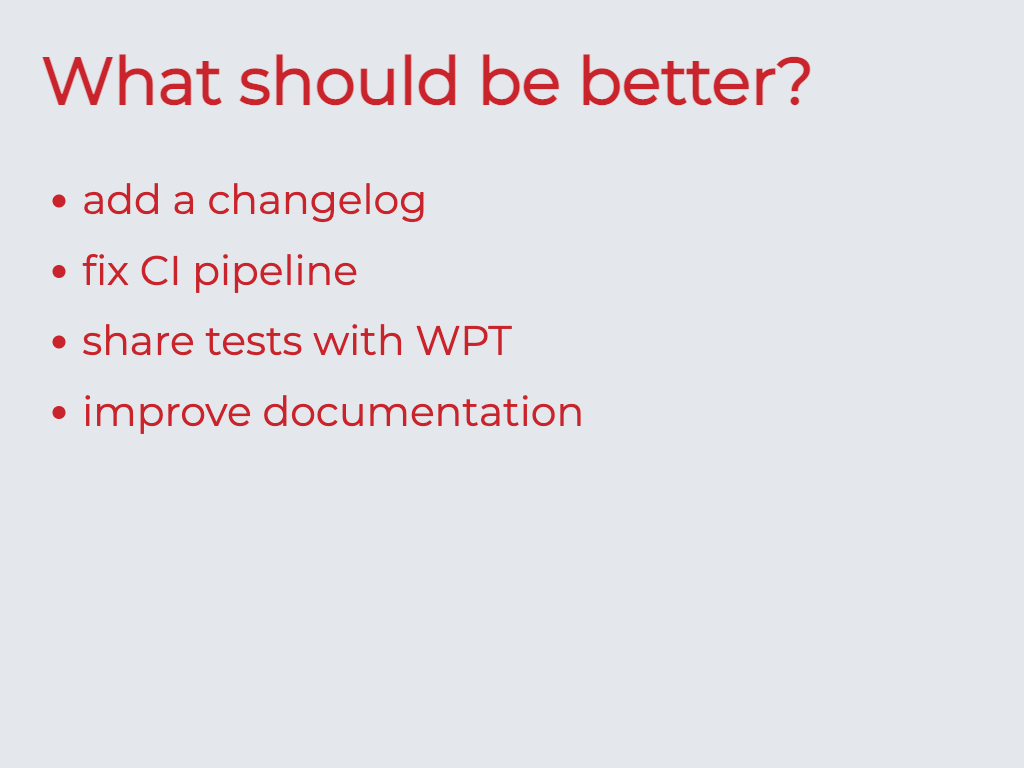 What should be better?
• add a changelog
• fix CI pipeline
• share tests with WPT
• improve documentation